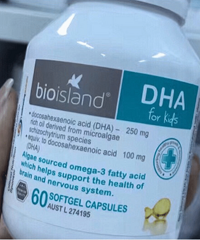 bioisland®
DHA
for kids
• docosahexaenoic acid (DHA) – 250 mg
rich oil derived from microalgae
schizochytrium species
• equiv. to docosahexaenoic acid 100 mg
(DHA)
Algae sourced omega-3 fatty acid
which helps support the health of
brain and nervous system.
60 SOFTGEL CAPSULES
AUST L 274195